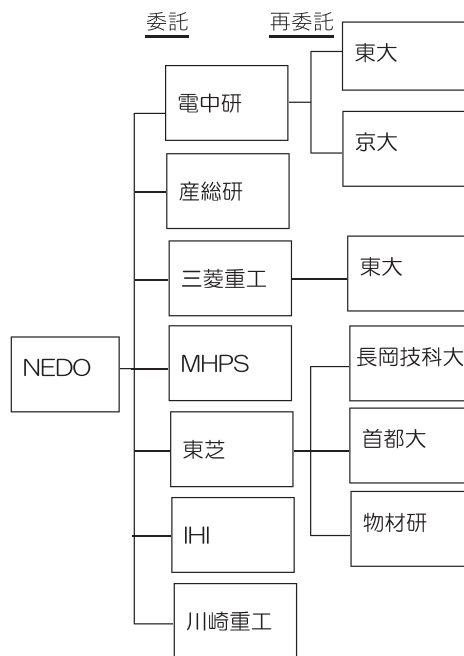 委託
再委託
電中研
東大
京大
産総研
三菱重工
東大
NEDO
MHPS
長岡技科大
東芝
首都大
物材研
IHI
川崎重工